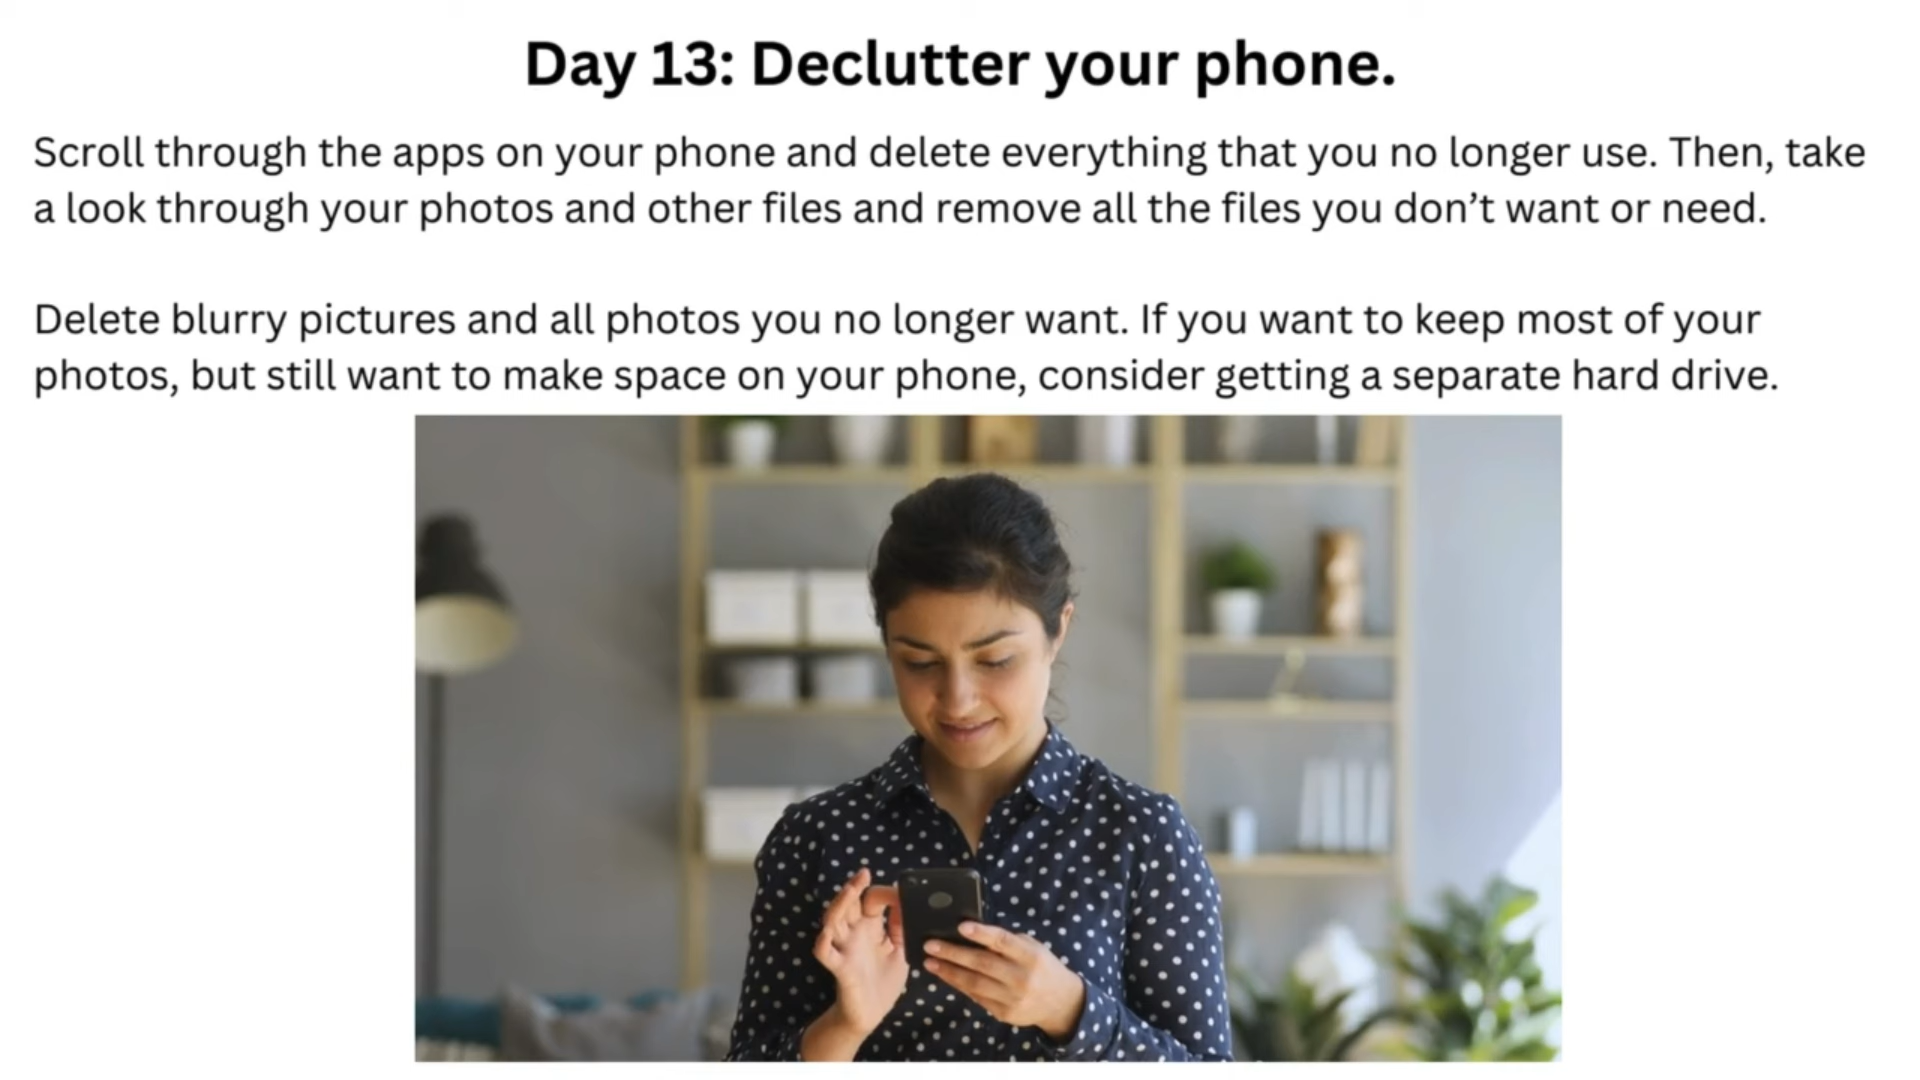 Day 13: Declutter your phone.
Scroll through the apps on your phone and delete everything that you no longer use. Then, take
a look through your photos and other files and remove all the files you don’t want or need.
Delete blurry pictures and all photos you no longer want. If you want to keep most of your
photos, but still want to make space on your phone, consider getting a separate hard drive.